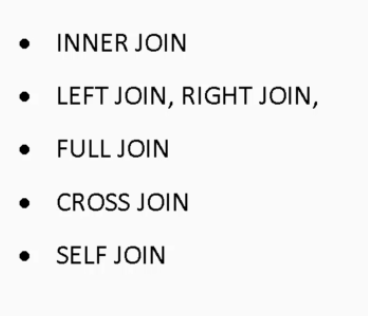 • INNER JOIN
• LEFT JOIN, RIGHT JOIN,
• FULL JOIN
• CROSS JOIN
• SELF JOIN